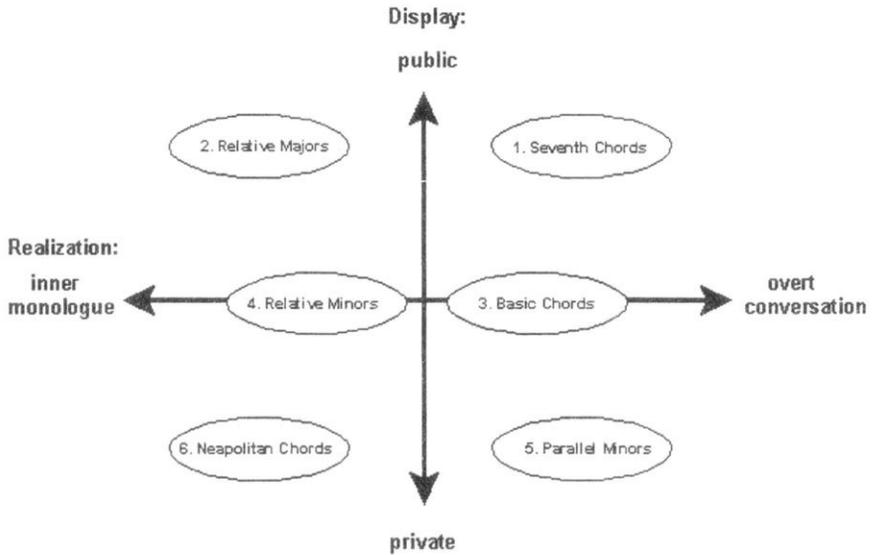 Display:
public
2. Relative Majors
1. Seventh Chords
Realization:
inner
monologue
4. Relative Minors
3. Basic Chords
overt
conversation
6. Neapolitan Chords
5. Parallel Minors
private